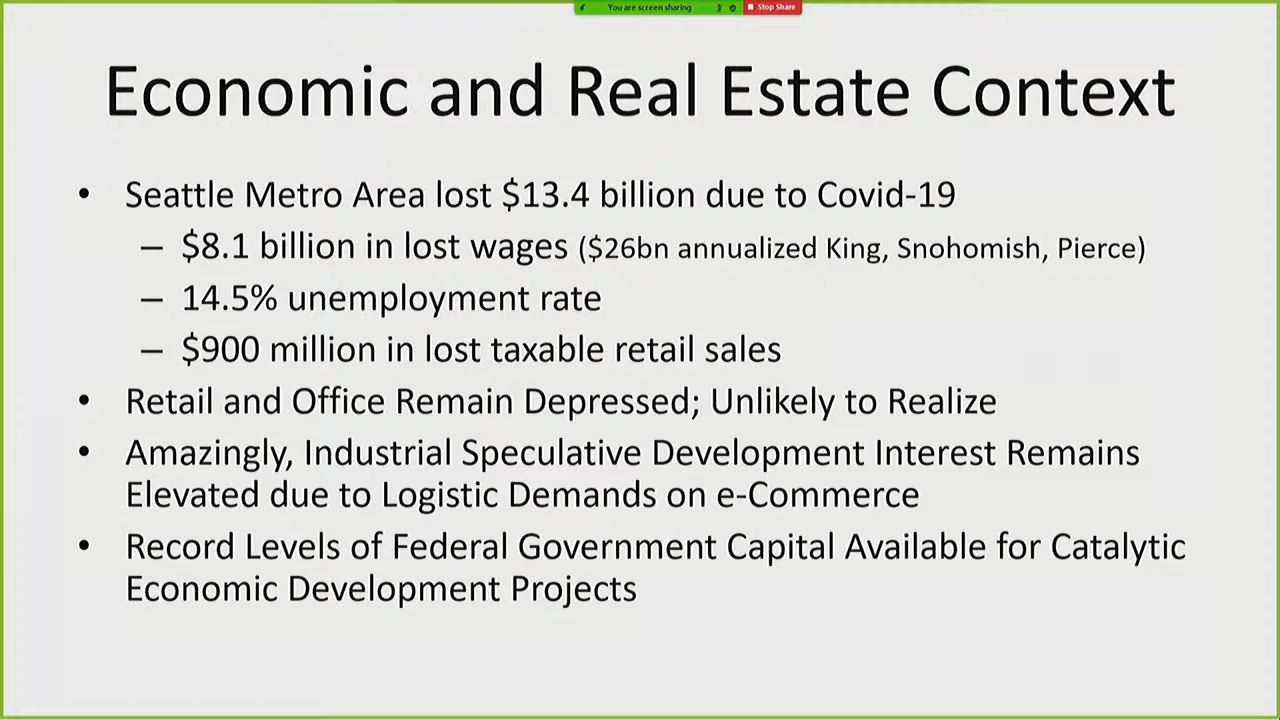 You are screen sharing
Stop Share
Economic and Real Estate Context
• Seattle Metro Area lost $13.4 billion due to Covid-19
– $8.1 billion in lost wages ($26bn annualized King, Snohomish, Pierce)
– 14.5% unemployment rate
– $900 million in lost taxable retail sales
• Retail and Office Remain Depressed; Unlikely to Realize
• Amazingly, Industrial Speculative Development Interest Remains
Elevated due to Logistic Demands on e-Commerce
• Record Levels of Federal Government Capital Available for Catalytic
Economic Development Projects